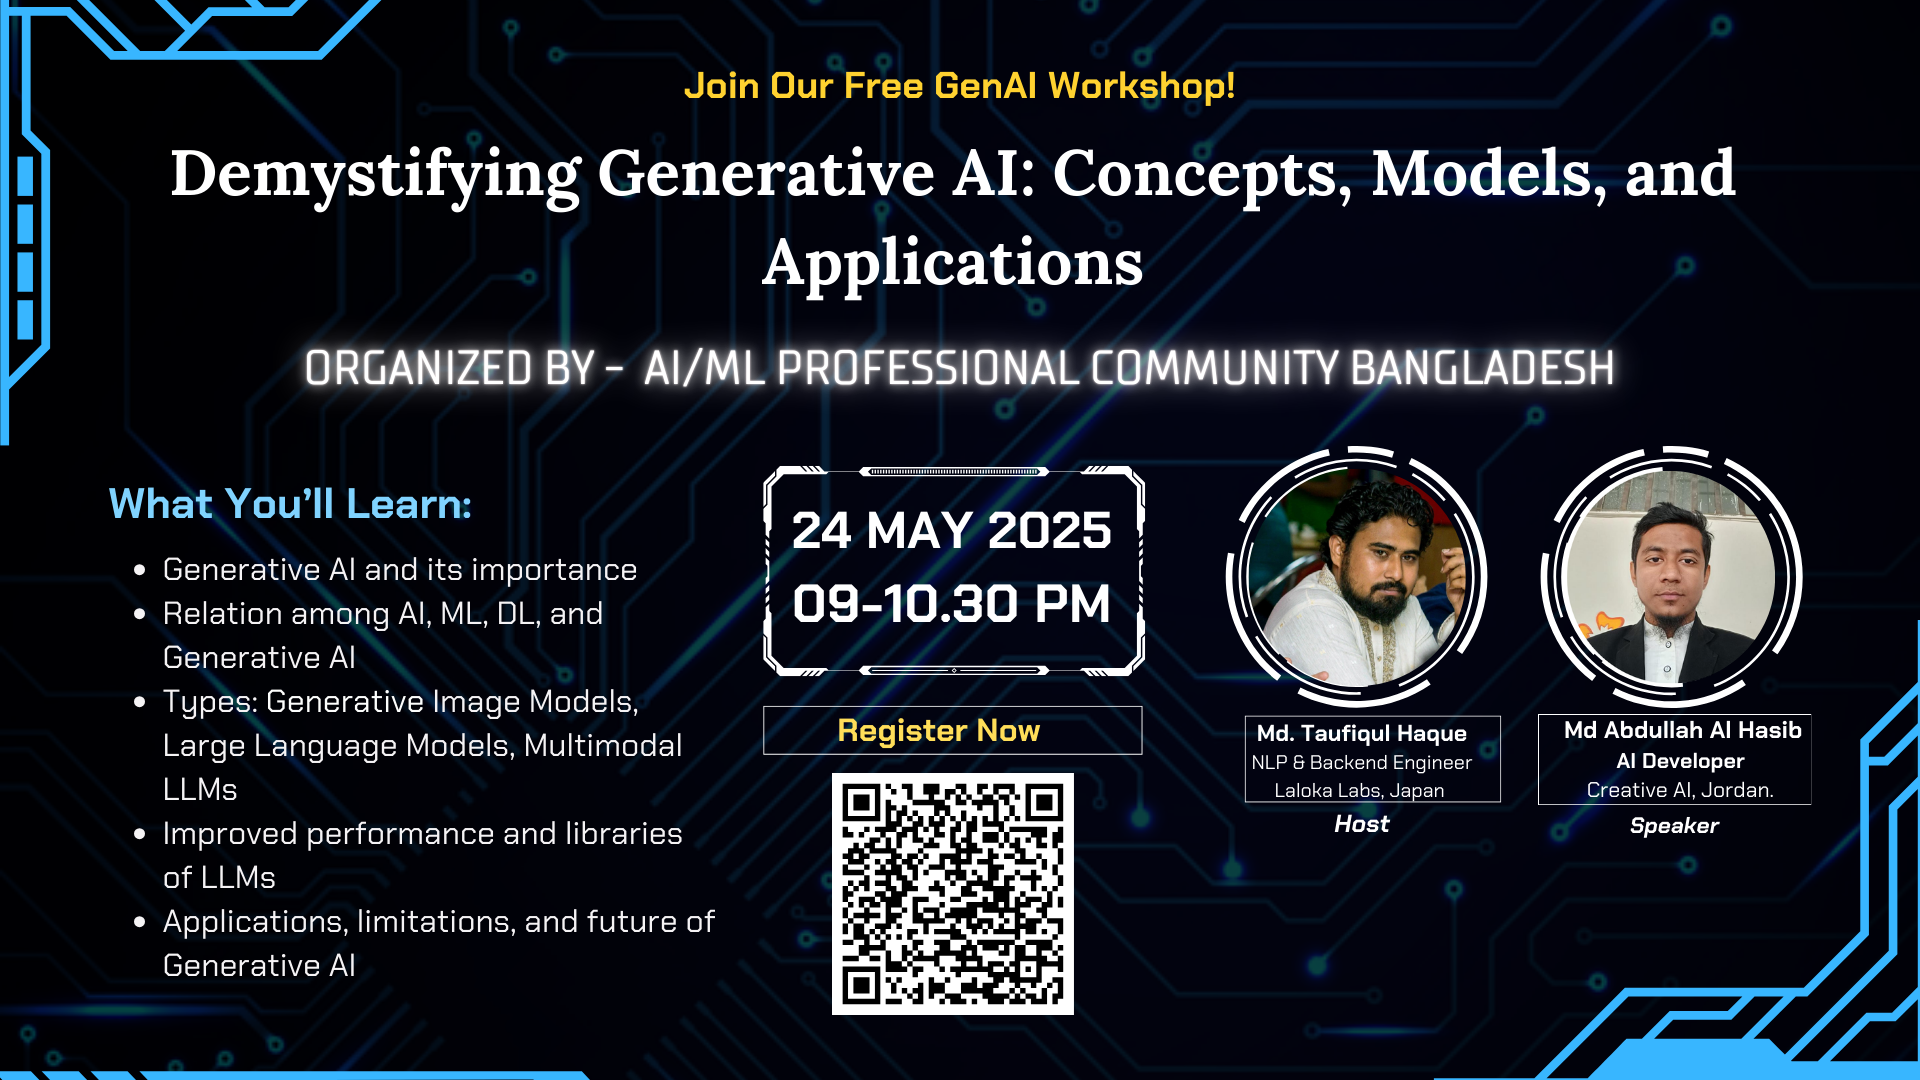 Join Our Free GenAI Workshop!
Demystifying Generative AI: Concepts, Models, and
Applications
ORGANIZED BY - AI/ML PROFESSIONAL COMMUNITY BANGLADESH
What You'll Learn:
• Generative AI and its importance
• Relation among AI, ML, DL, and
Generative AI
• Types: Generative Image Models,
Large Language Models, Multimodal
LLMs
• Improved performance and libraries
of LLMs
• Applications, limitations, and future of
Generative AI
24 MAY 2025
09-10.30 PM
Register Now
Md. Taufiqul Haque
NLP & Backend Engineer
Laloka Labs, Japan
Host
Md Abdullah Al Hasib
AI Developer
Creative AI, Jordan.
Speaker